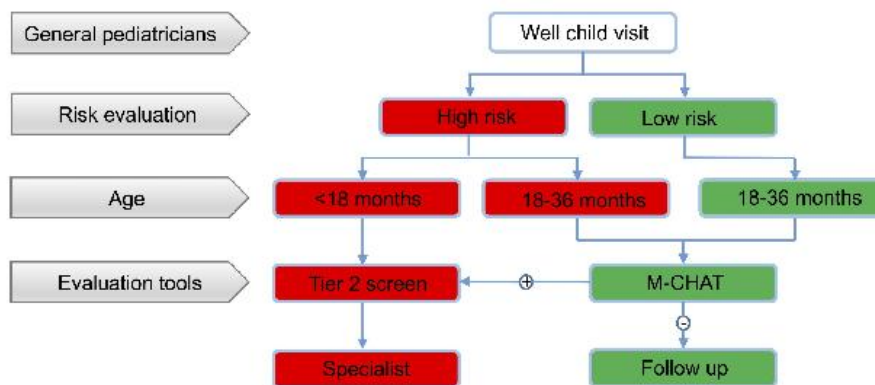 General pediatricians
Well child visit
Risk evaluation
High risk
Low risk
Age
<18 months
18-36 months
18-36 months
Evaluation tools
Tier 2 screen
+
M-CHAT
-
Specialist
Follow up